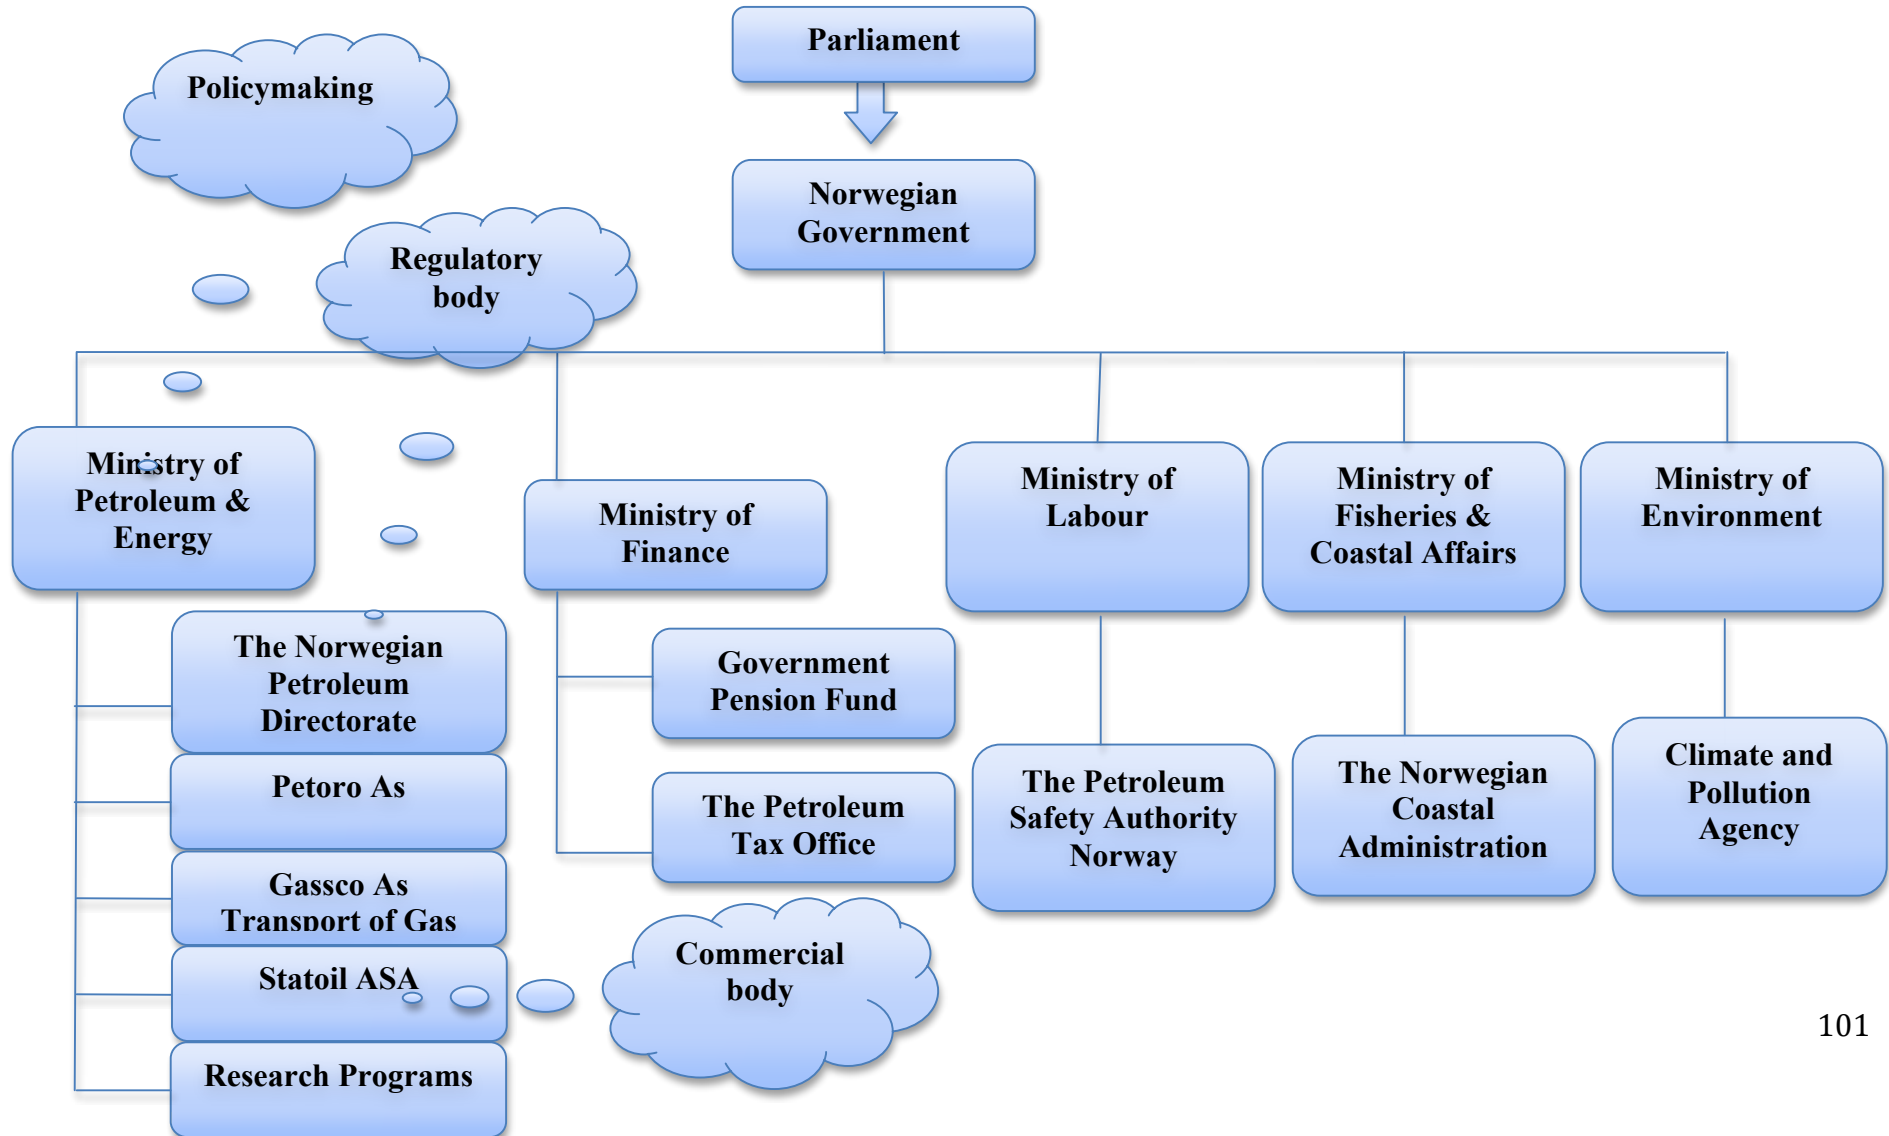 Parliament
Policymaking
Norwegian
Government
Regulatory
body
Ministry of
Petroleum &
Energy
Ministry of
Finance
Ministry of
Labour
Ministry of
Fisheries &
Coastal Affairs
Ministry of
Environment
The Norwegian
Petroleum
Directorate
Petoro As
Gassco As
Transport of Gas
Statoil ASA
Research Programs
Government
Pension Fund
The Petroleum
Tax Office
The Petroleum
Safety Authority
Norway
The Norwegian
Coastal
Administration
Climate and
Pollution
Agency
Commercial
body
101